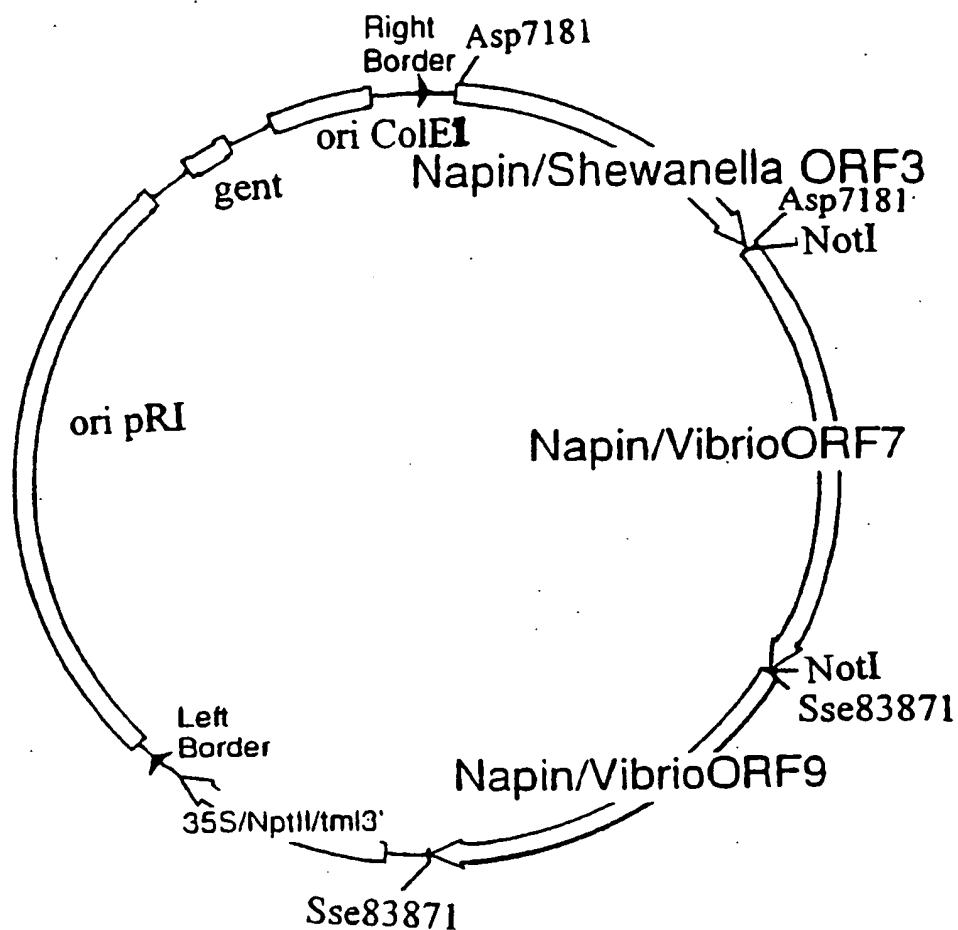 Right
Border
Asp7181
ori ColE1
gent
Napin/Shewanella ORF3
Asp7181
NotI
ori pRI
Napin/VibrioORF7
NotI
Sse83871
Left
Border
Napin/VibrioORF9
35S/NptII/tml3'
Sse83871